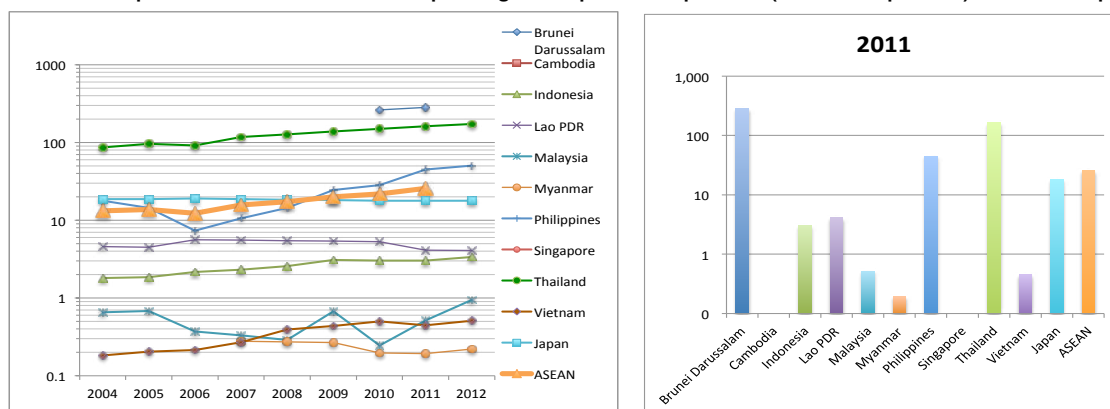 1000
100
10
1
0.1
2004 2005 2006 2007 2008 2009 2010 2011 2012
Brunei
Darussalam
Cambodia
Indonesia
Lao PDR
Malaysia
Myanmar
Philippines
Singapore
Thailand
Vietnam
Japan
ASEAN
2011
1,000
100
10
1
0
Brunei Darussalam
Cambodia
Indonesia
Lao PDR
Malaysia
Myanmar
Philippines
Singapore
Thailand
Vietnam
Japan
ASEAN